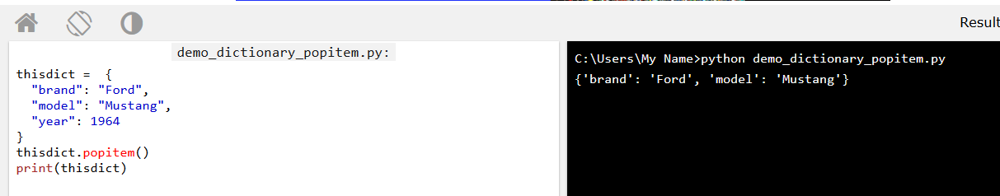 Result
demo_dictionary_popitem.py:
thisdict =  {
  "brand": "Ford",
  "model": "Mustang",
  "year": 1964
}
thisdict.popitem()
print(thisdict)
C:\Users\My Name>python demo_dictionary_popitem.py
{'brand': 'Ford', 'model': 'Mustang'}